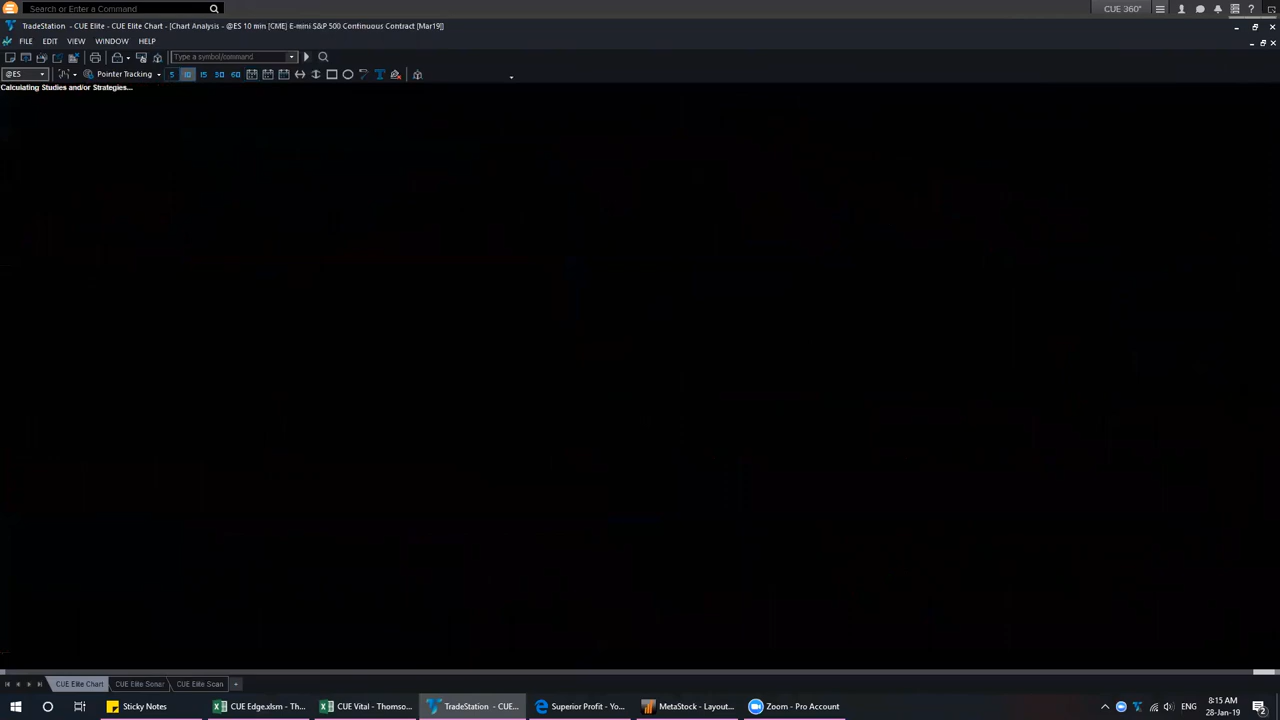 Search or Enter a Command
CUE 360°
TradeStation - CUE Elite - CUE Elite Chart - [Chart Analysis - @ES 10 min [CME] E-mini S&P 500 Continuous Contract [Mar19]]
FILE EDIT VIEW WINDOW HELP
Type a symbol/command
@ES Pointer Tracking 5 10 15 30 60
Calculating Studies and/or Strategies...
CUE Elite Chart CUE Elite Sonar CUE Elite Scan +
Sticky Notes CUE Edge.xlsm - Th... CUE Vital - Thomso... TradeStation - CUE... Superior Profit - Yo... MetaStock - Layout... Zoom - Pro Account ENG 8:15 AM
28-Jan-19 2